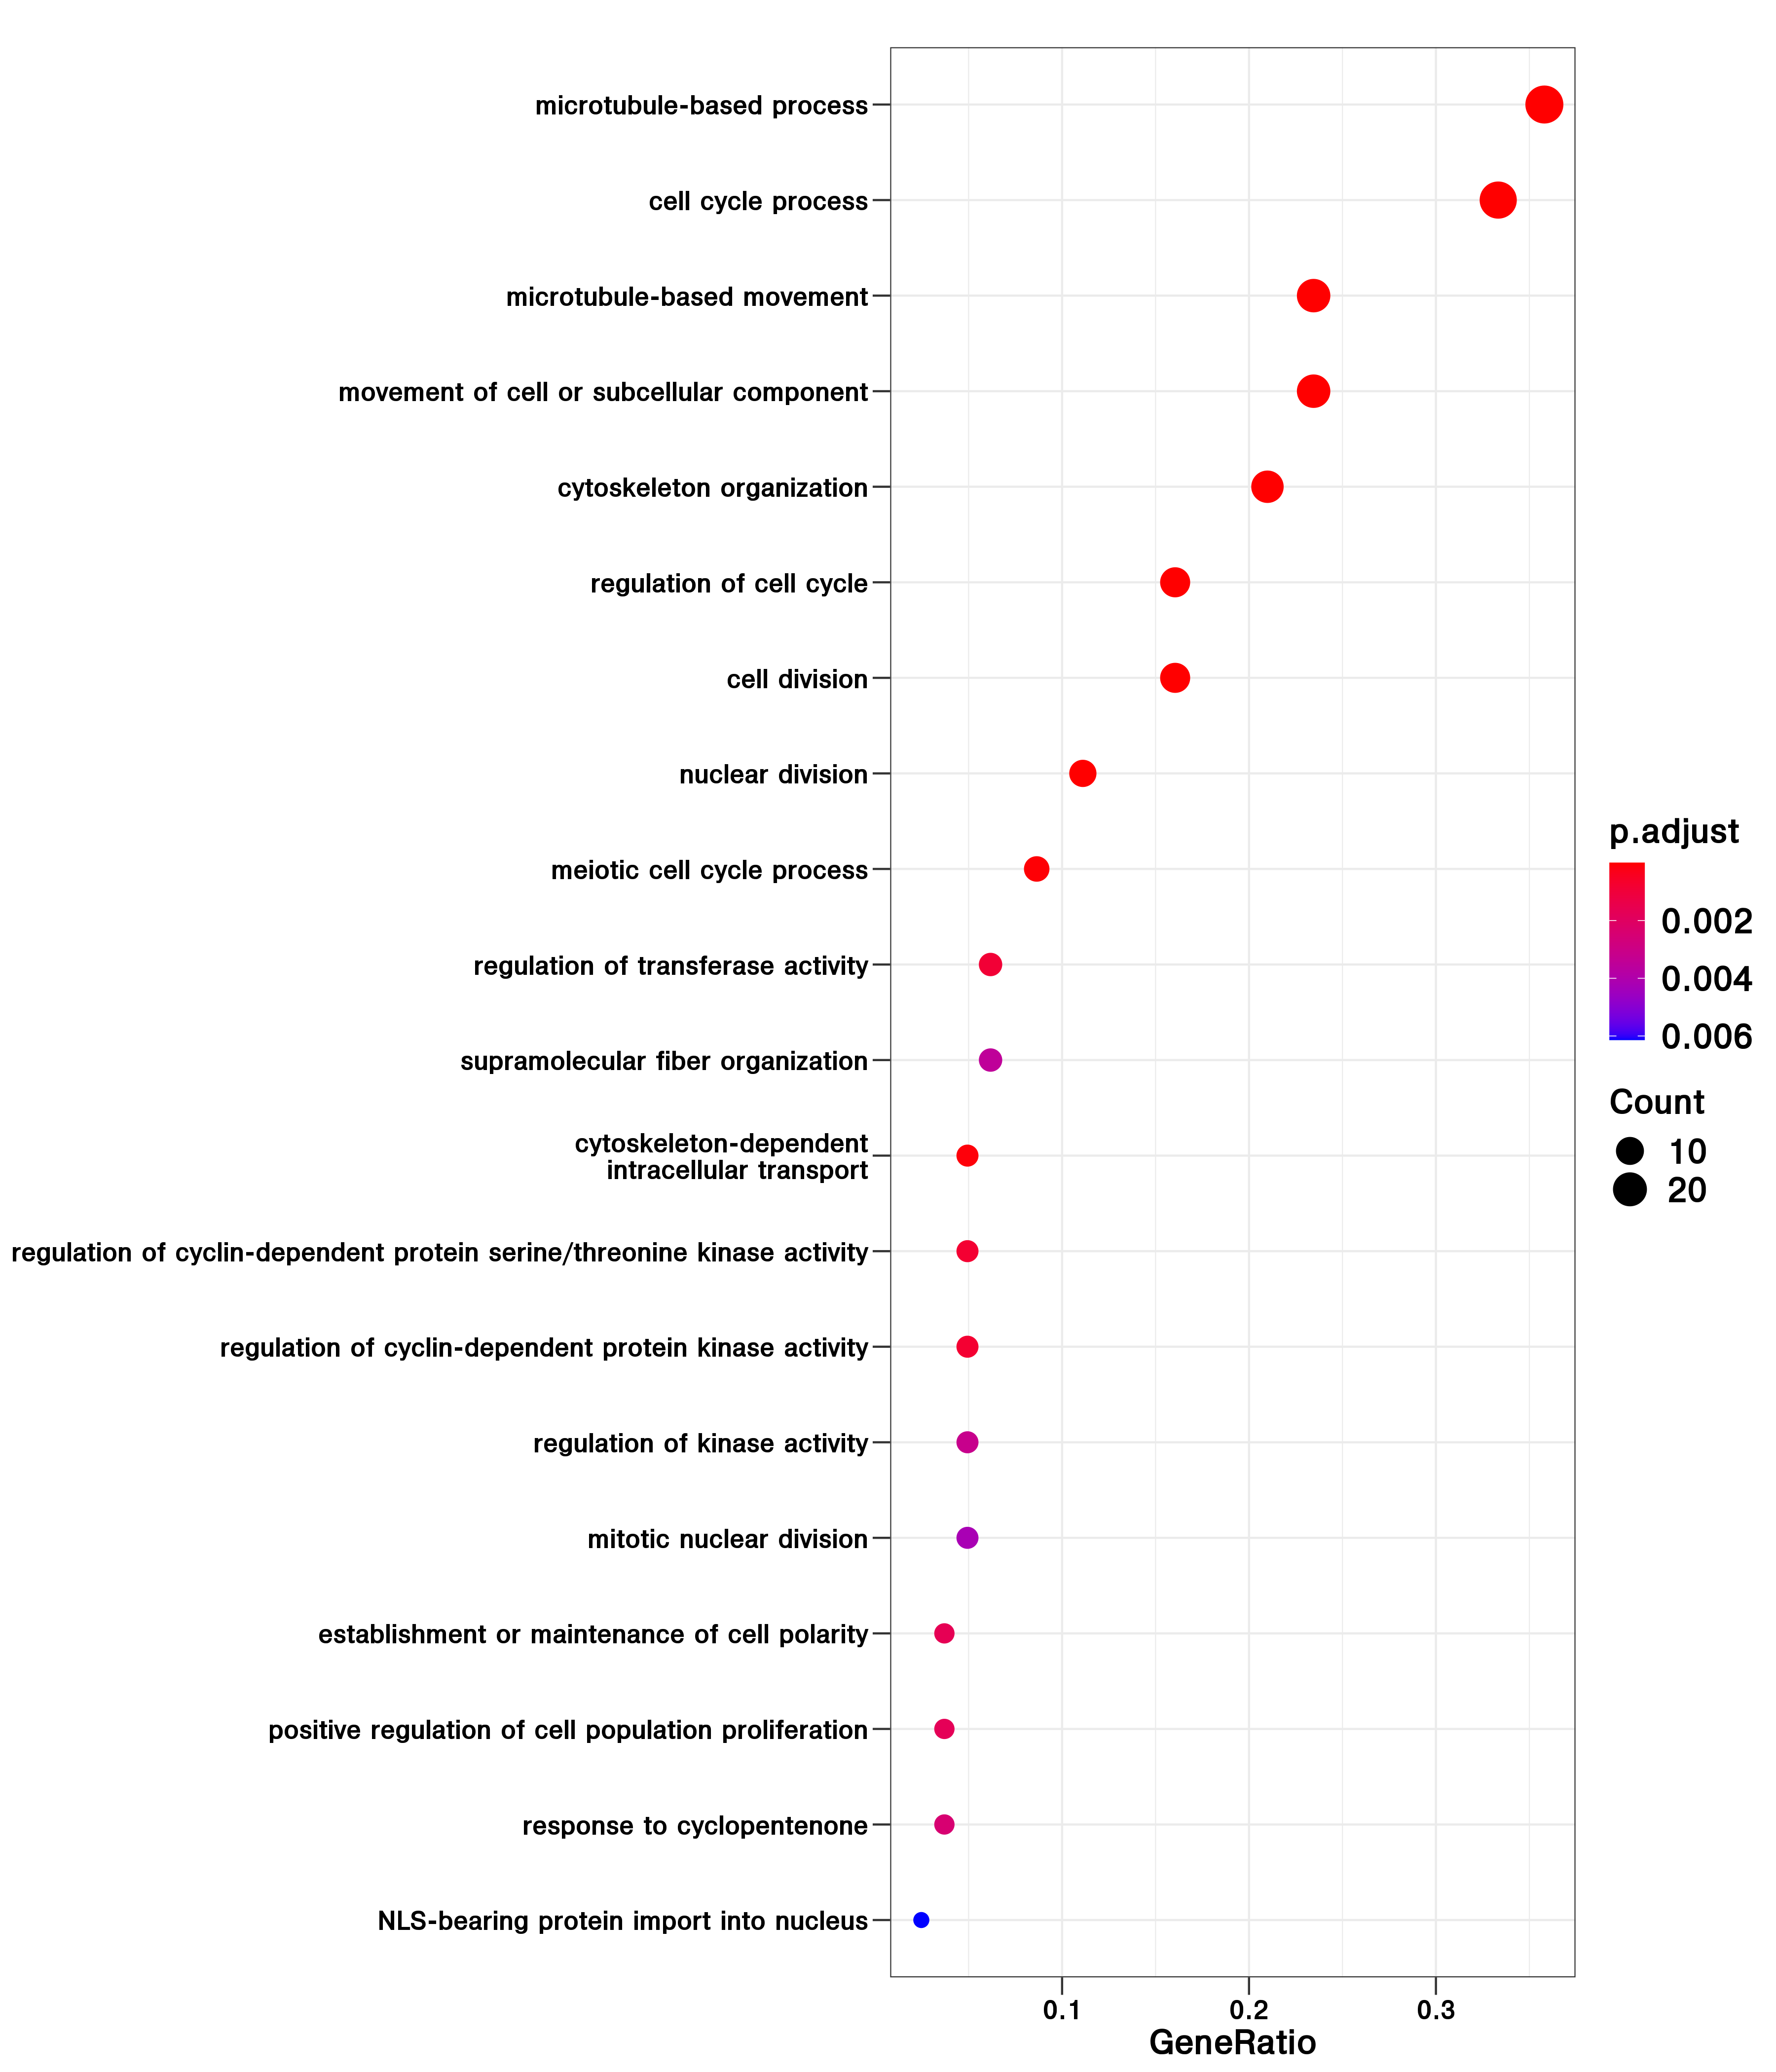 microtubule-based process
cell cycle process
microtubule-based movement
movement of cell or subcellular component
cytoskeleton organization
regulation of cell cycle
cell division
nuclear division
meiotic cell cycle process
regulation of transferase activity
supramolecular fiber organization
cytoskeleton-dependent
intracellular transport
regulation of cyclin-dependent protein serine/threonine kinase activity
regulation of cyclin-dependent protein kinase activity
regulation of kinase activity
mitotic nuclear division
establishment or maintenance of cell polarity
positive regulation of cell population proliferation
response to cyclopentenone
NLS-bearing protein import into nucleus
0.1 0.2 0.3
GeneRatio
p.adjust
0.002
0.004
0.006
Count
10
20